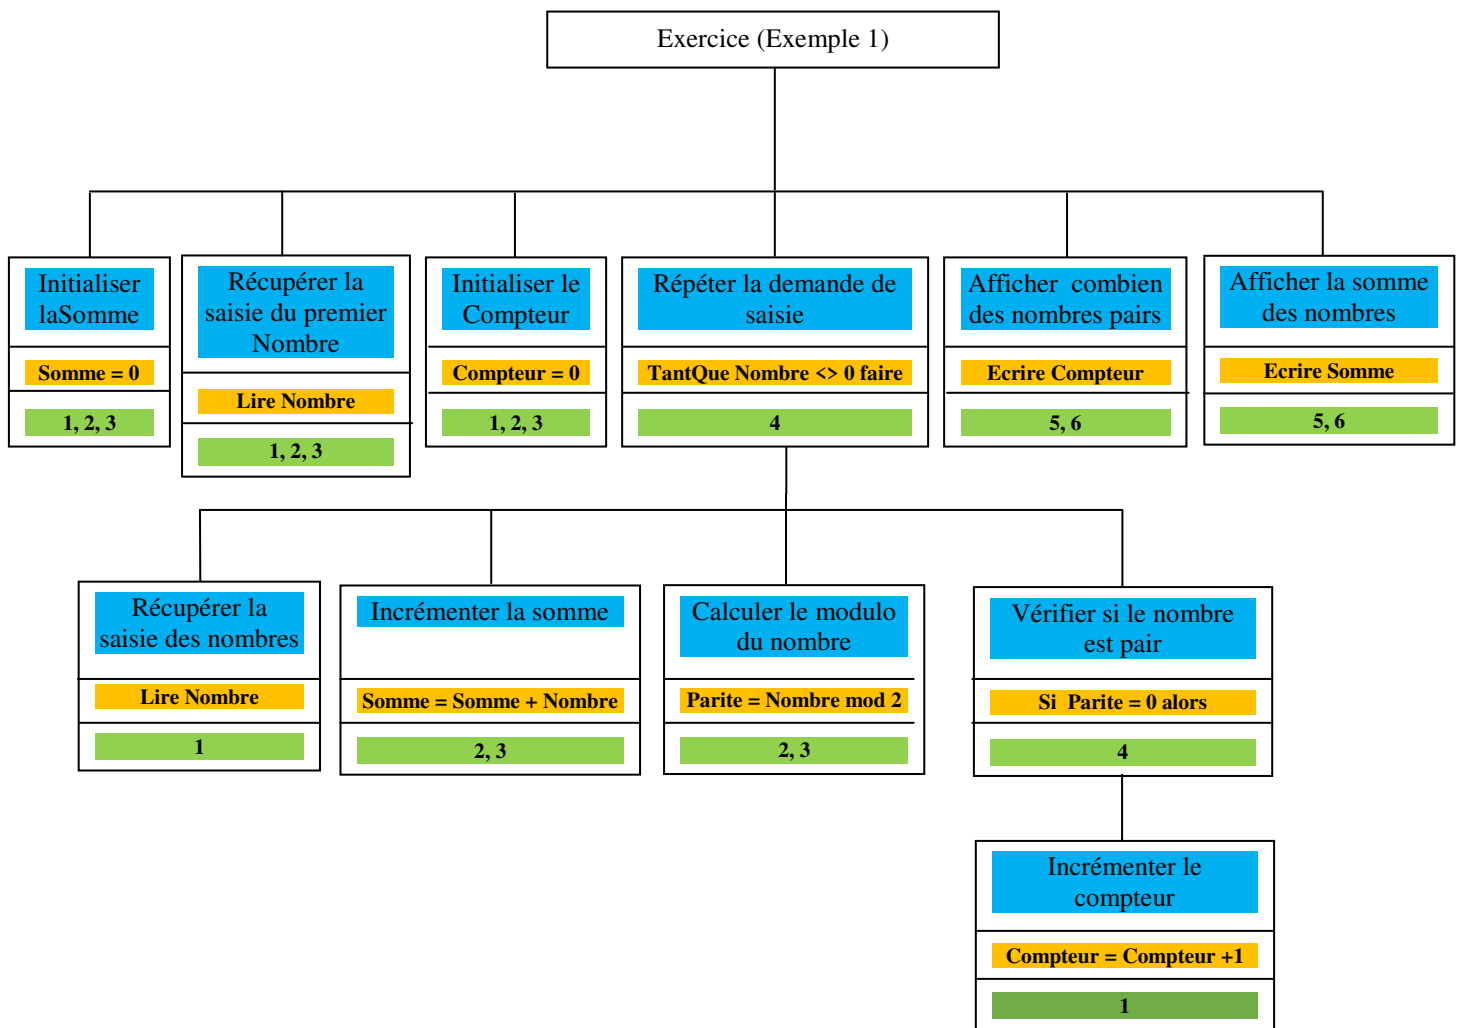 Exercice (Exemple 1)
Initialiser
laSomme
Somme = 0
1, 2, 3
Récupérer la
saisie du premier
Nombre
Lire Nombre
1, 2, 3
Initialiser le
Compteur
Compteur = 0
1, 2, 3
Répéter la demande de
saisie
TantQue Nombre <> 0 faire
4
Afficher combien
des nombres pairs
Ecrire Compteur
5, 6
Afficher la somme
des nombres
Ecrire Somme
5, 6
Récupérer la
saisie des nombres
Lire Nombre
1
Incrémenter la somme
Somme = Somme + Nombre
2, 3
Calculer le modulo
du nombre
Parite = Nombre mod 2
2, 3
Vérifier si le nombre
est pair
Si Parite = 0 alors
4
Incrémenter le
compteur
Compteur = Compteur +1
1